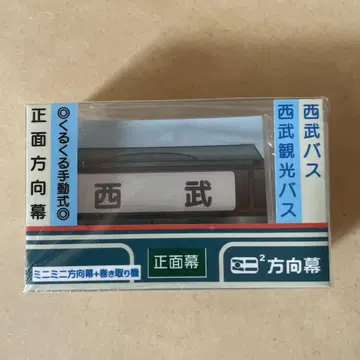 正面方向幕
◎くるくる手動式◎
西武バス
西武観光バス
西 武
ミニミニ方向幕+巻き取り機
正面幕
2 方向幕